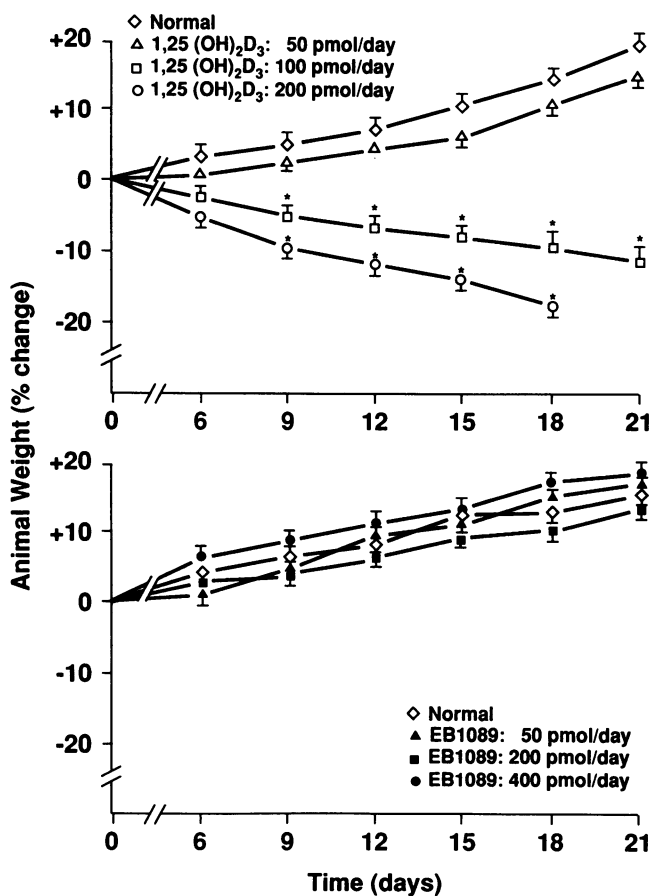 ◇ Normal
△ 1,25 (OH)₂D₃: 50 pmol/day
□ 1,25 (OH)₂D₃: 100 pmol/day
○ 1,25 (OH)₂D₃: 200 pmol/day
+20
+10
0
-10
-20
* * * * *
* * * *
0 6 9 12 15 18 21
Animal Weight (% change)
+20
+10
0
-10
-20
◇ Normal
▲ EB1089: 50 pmol/day
■ EB1089: 200 pmol/day
● EB1089: 400 pmol/day
0 6 9 12 15 18 21
Time (days)